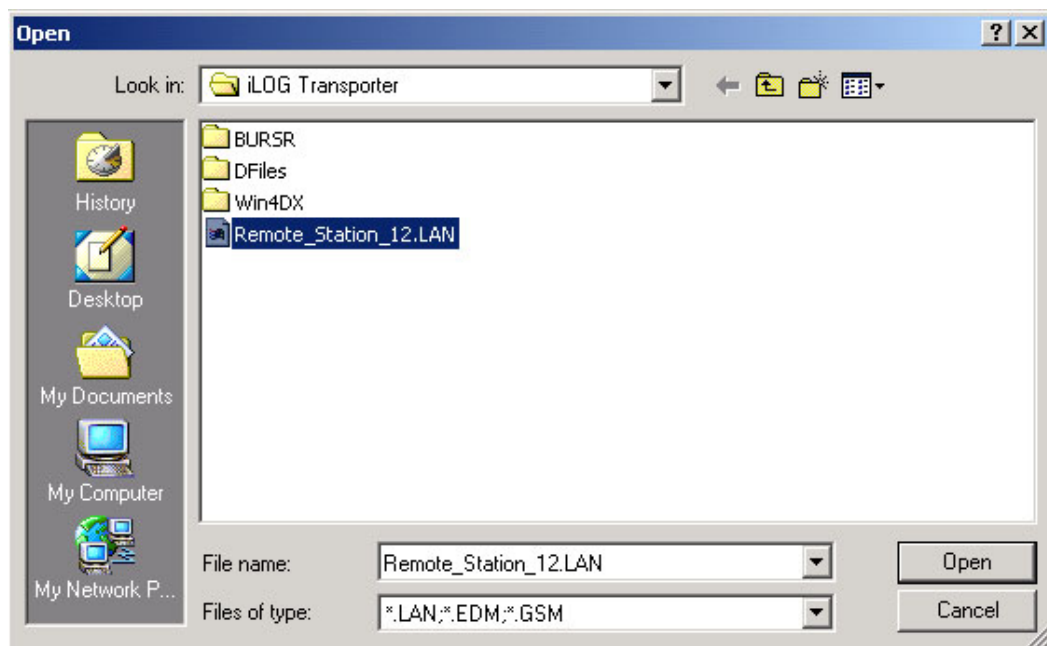 Open
Look in:
iLOG Transporter
BURSR
DFiles
Win4DX
Remote_Station_12.LAN
History
Desktop
My Documents
My Computer
My Network P...
File name:
Remote_Station_12.LAN
Open
Files of type:
*.LAN;*.EDM;*.GSM
Cancel